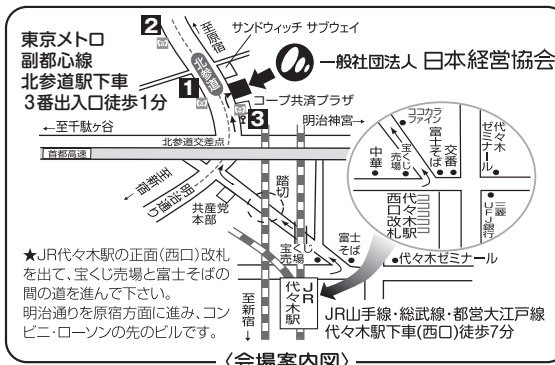 東京メトロ
副都心線
北参道駅下車
3番出入口徒歩1分
2
至原宿
サンドウィッチ サブウェイ
一般社団法人 日本経営協会
北参道
1
コープ共済プラザ
3
明治神宮→
←至千駄ヶ谷
北参道交差点
首都高速
至新宿
明治通り
踏切
共産党
本部
宝くじ
売場
富士
そば
代々木ゼミナール
JR
代々木駅
至新宿
ココカラ
ファイン
中華
宝くじ
売場
富士そば
交番
代々木
ゼミナール
代々木駅
西口改札
三菱
UFJ銀行
★JR代々木駅の正面(西口)改札
を出て、宝くじ売場と富士そばの
間の道を進んで下さい。
明治通りを原宿方面に進み、コン
ビニ・ローソンの先のビルです。
JR山手線・総武線・都営大江戸線
代々木駅下車(西口)徒歩7分
〈会場案内図〉